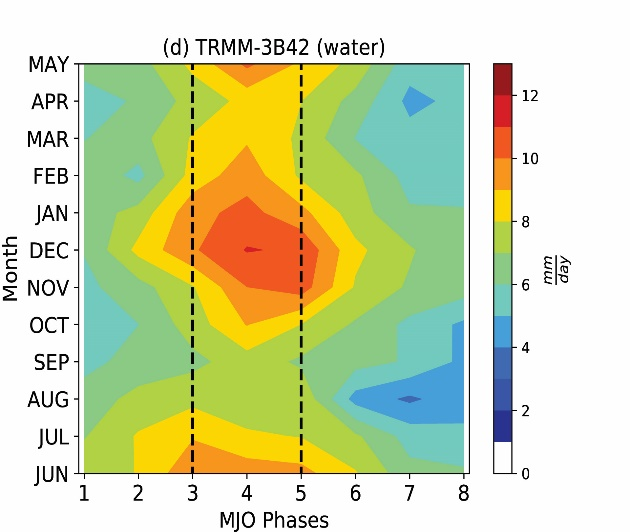 (d) TRMM-3B42 (water)
MAY
APR
MAR
FEB
JAN
DEC
NOV
OCT
SEP
AUG
JUL
JUN
Month
1 2 3 4 5 6 7 8
MJO Phases
12
10
8
6
4
2
0
mm
day